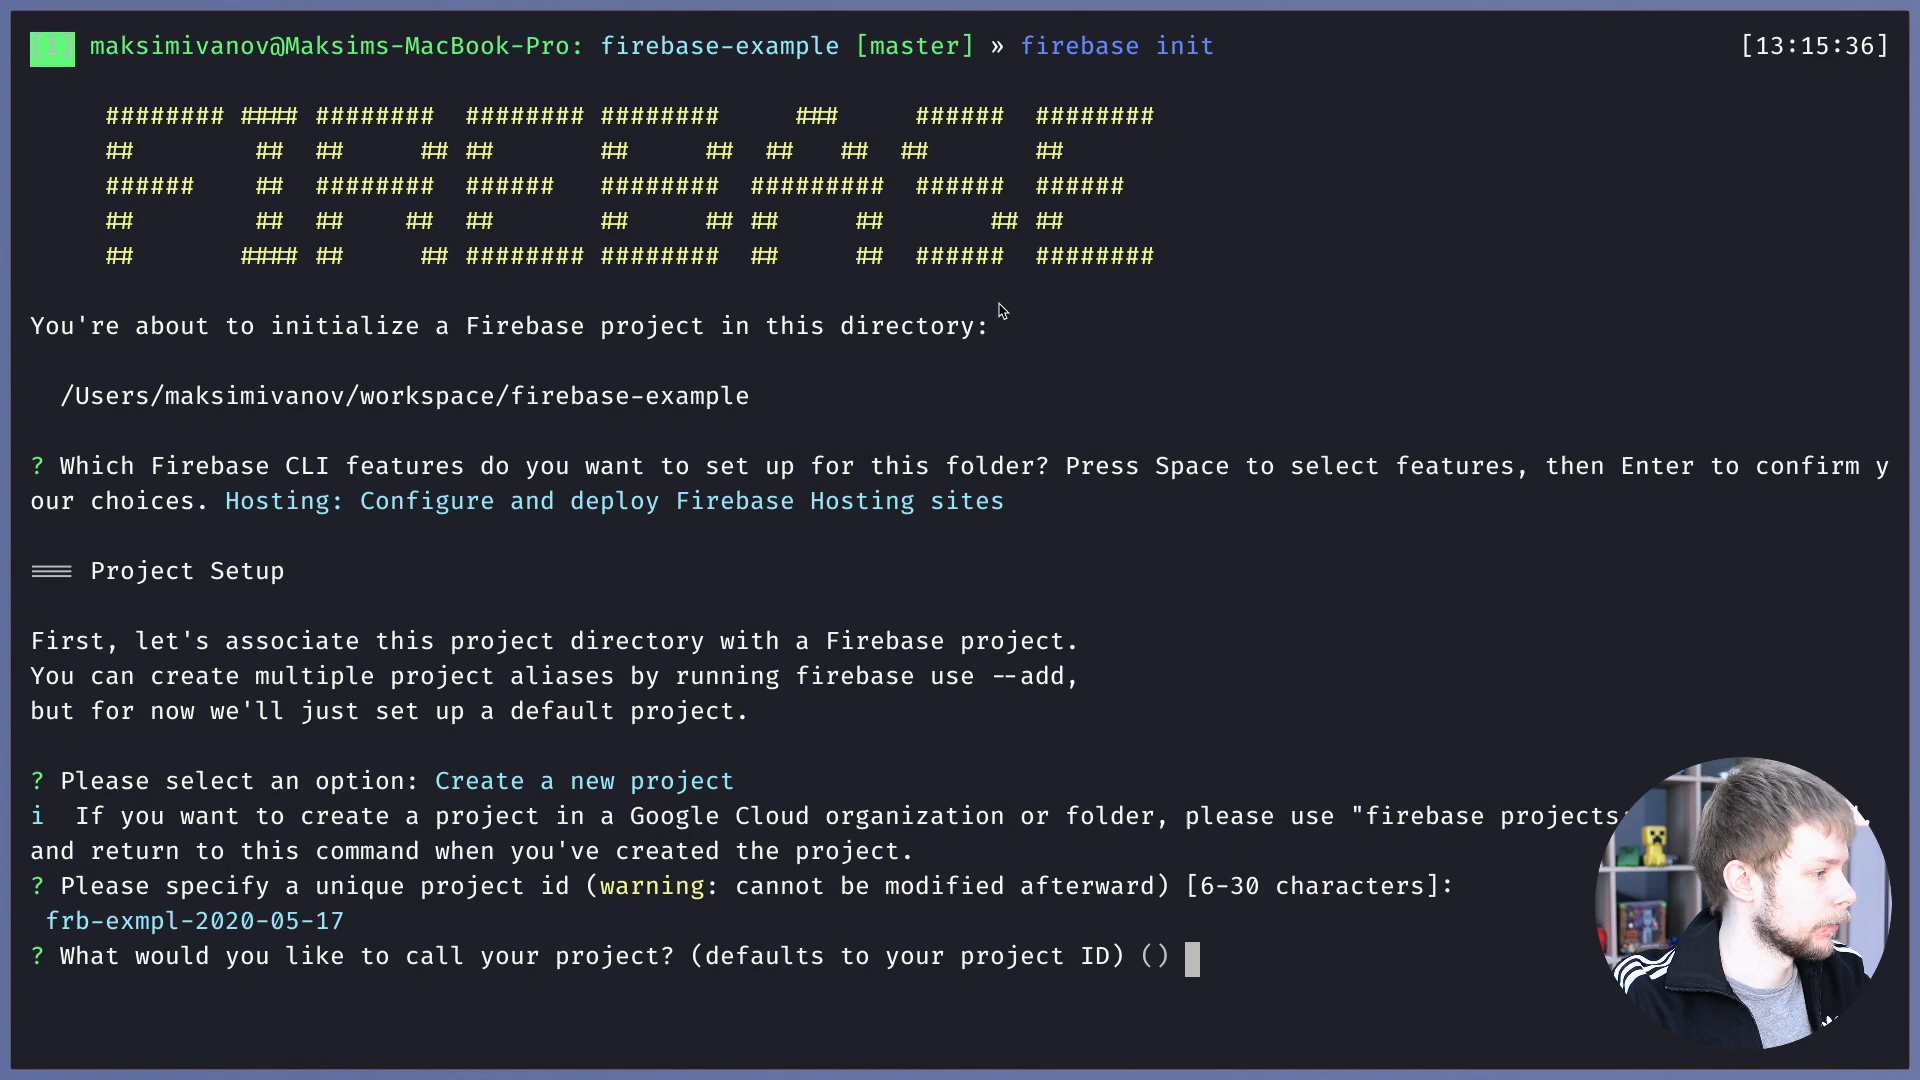 [I] maksimivanov@Maksims-MacBook-Pro: firebase-example [master] » firebase init [13:15:36]
######## #### ######## ######## ########     ###     ###### ########
##        ## ##     ## ##       ##     ##  ##   ##  ##       ##
######    ## ######## ######   ######## ######### ###### ######
##        ## ##    ## ##       ##     ## ##     ##       ## ##
##       #### ##     ## ######## ######## ##     ## ###### ########
You're about to initialize a Firebase project in this directory:
/Users/maksimivanov/workspace/firebase-example
? Which Firebase CLI features do you want to set up for this folder? Press Space to select features, then Enter to confirm y
our choices. Hosting: Configure and deploy Firebase Hosting sites
=== Project Setup
First, let's associate this project directory with a Firebase project.
You can create multiple project aliases by running firebase use --add,
but for now we'll just set up a default project.
? Please select an option: Create a new project
i If you want to create a project in a Google Cloud organization or folder, please use "firebase projects
and return to this command when you've created the project.
? Please specify a unique project id (warning: cannot be modified afterward) [6-30 characters]:
frb-exmpl-2020-05-17
? What would you like to call your project? (defaults to your project ID) ()